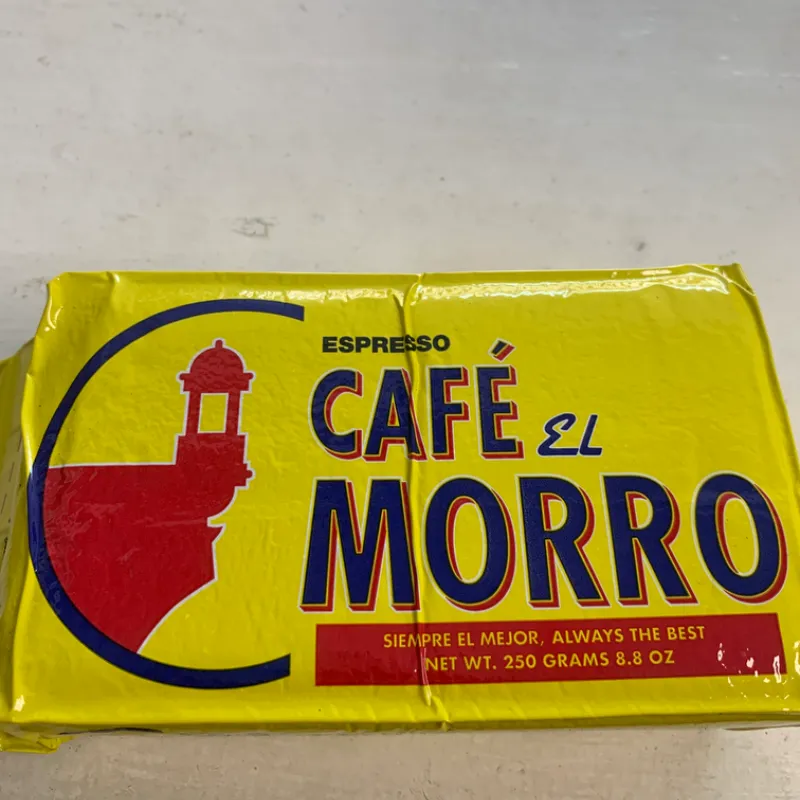 ESPRESSO
CAFÉ EL
MORRO
SIEMPRE EL MEJOR, ALWAYS THE BEST
NET WT. 250 GRAMS 8.8 OZ